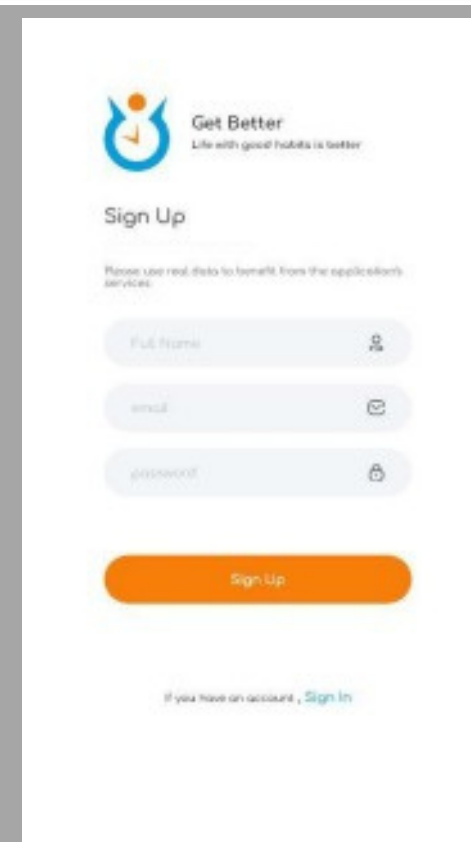 Get Better
Life with good habits is better
Sign Up
Please use real data to benefit from the application's
services
Full Name
email
password
Sign Up
If you have an account , Sign In